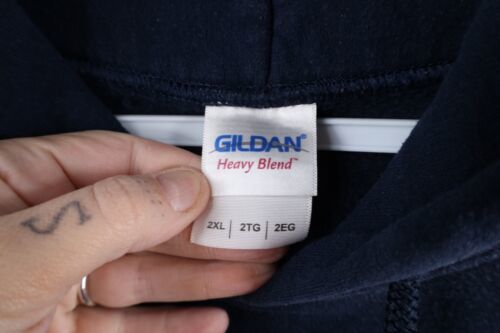 GILDAN®
Heavy Blend™
2XL | 2TG | 2EG
S